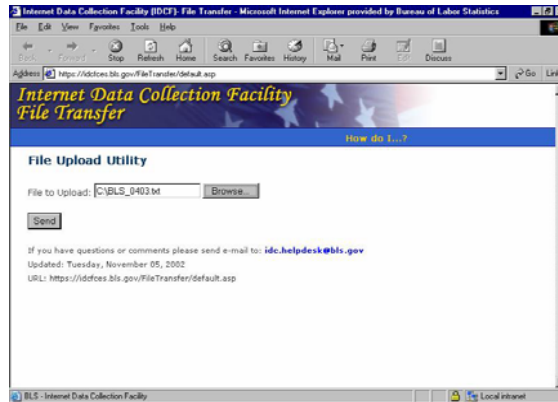 Internet Data Collection Facility (IDCF)- File Transfer - Microsoft Internet Explorer provided by Bureau of Labor Statistics
File Edit View Favorites Tools Help
Back Forward Stop Refresh Home Search Favorites History Mail Print Edit Discuss
Address https://idcfces.bls.gov/FileTransfer/default.asp Go
Internet Data Collection Facility
File Transfer
How do I...?
File Upload Utility
File to Upload: C:\BLS_0403.txt Browse...
Send
If you have questions or comments please send e-mail to: idc.helpdesk@bls.gov
Updated: Tuesday, November 05, 2002
URL: https://idcfces.bls.gov/FileTransfer/default.asp
BLS - Internet Data Collection Facility Local intranet